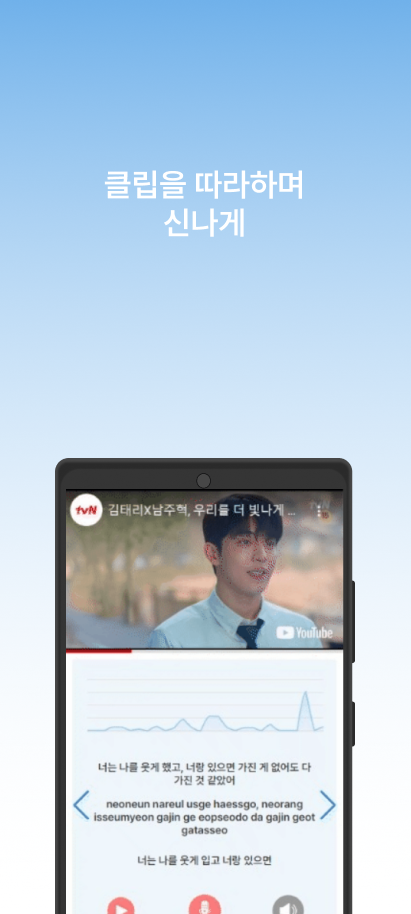 클립을 따라하며
신나게
tvN
김태리X남주혁, 우리를 더 빛나게 ...
tvN
YouTube
너는 나를 웃게 했고, 너랑 있으면 가진 게 없어도 다
가진 것 같았어
neoneun nareul usge haessgo, neorang
isseumyeon gajin ge eopseodo da gajin geot
gatasseo
너는 나를 웃게 입고 너랑 있으면